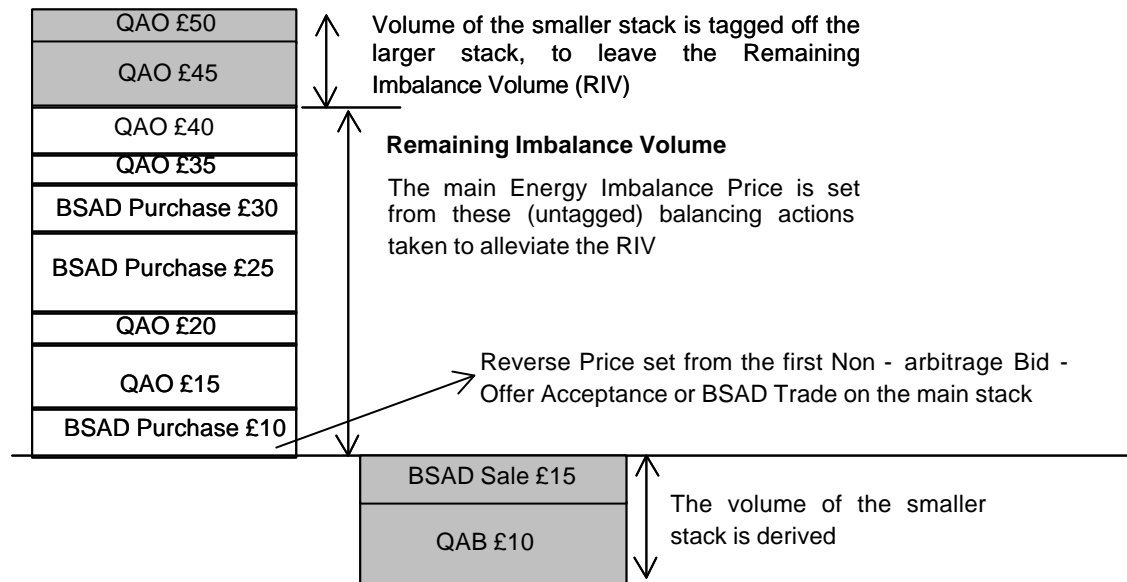 QAO £50
QAO £45
QAO £40
QAO £35
BSAD Purchase £30
BSAD Purchase £25
QAO £20
QAO £15
BSAD Purchase £10
Volume of the smaller stack is tagged off the
larger stack, to leave the Remaining
Imbalance Volume (RIV)
Remaining Imbalance Volume
The main Energy Imbalance Price is set
from these (untagged) balancing actions
taken to alleviate the RIV
Reverse Price set from the first Non - arbitrage Bid -
Offer Acceptance or BSAD Trade on the main stack
BSAD Sale £15
QAB £10
The volume of the smaller
stack is derived